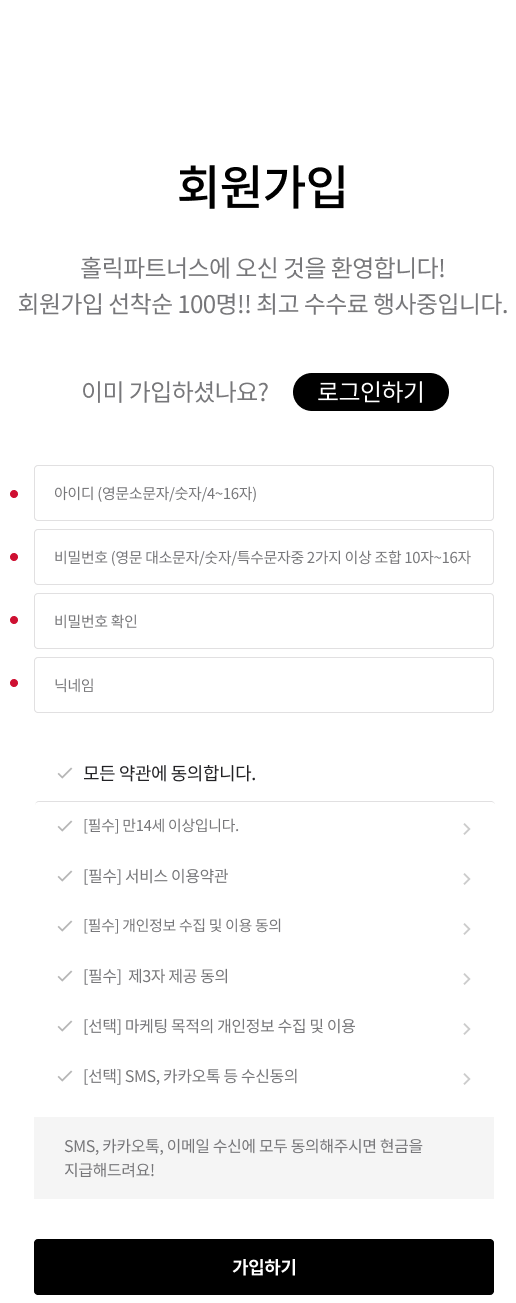 회원가입
홀릭파트너스에 오신 것을 환영합니다!
회원가입 선착순 100명!! 최고 수수료 행사중입니다.
이미 가입하셨나요? 로그인하기
아이디 (영문소문자/숫자/4~16자)
비밀번호 (영문 대소문자/숫자/특수문자중 2가지 이상 조합 10자~16자
비밀번호 확인
닉네임
모든 약관에 동의합니다.
[필수] 만14세 이상입니다.
[필수] 서비스 이용약관
[필수] 개인정보 수집 및 이용 동의
[필수] 제3자 제공 동의
[선택] 마케팅 목적의 개인정보 수집 및 이용
[선택] SMS, 카카오톡 등 수신동의
SMS, 카카오톡, 이메일 수신에 모두 동의해주시면 현금을
지급해드려요!
가입하기